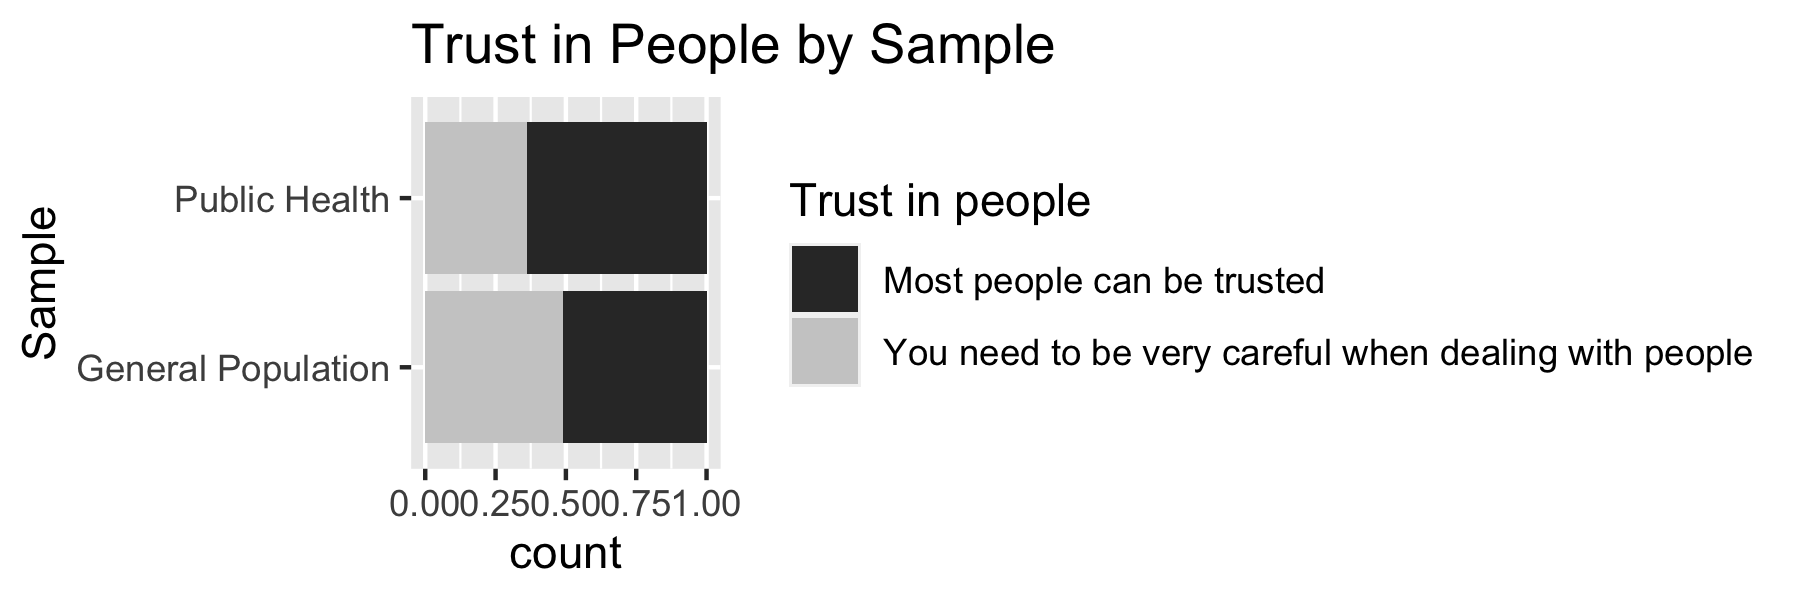 Trust in People by Sample
Sample
Public Health
General Population
0.000.250.500.751.00
count
Trust in people
Most people can be trusted
You need to be very careful when dealing with people